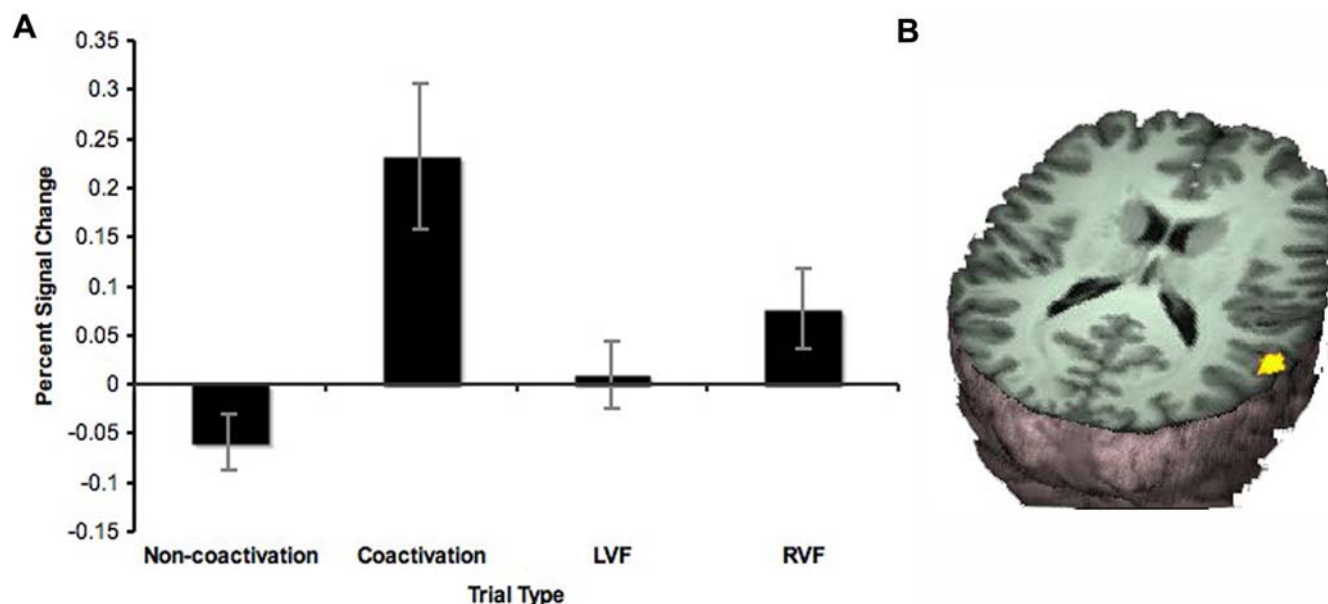 A
B
0.35
0.3
0.25
0.2
0.15
0.1
0.05
0
-0.05
-0.1
-0.15
Percent Signal Change
Non-coactivation Coactivation LVF RVF
Trial Type